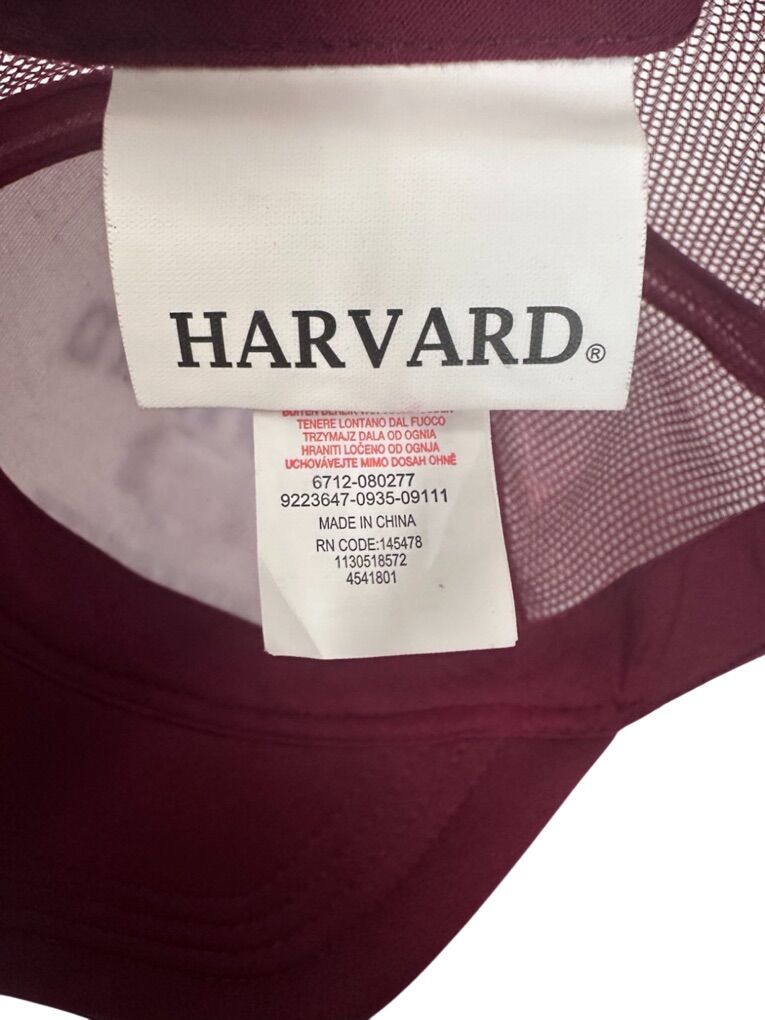 HARVARD®
TENERE LONTANO DAL FUOCO
TRZYMAJZ DALA OD OGNIA
HRANITI LOČENO OD OGNJA
UCHOVÁVEJTE MIMO DOSAH OHNĚ
6712-080277
9223647-0935-09111
MADE IN CHINA
RN CODE:145478
1130518572
4541801